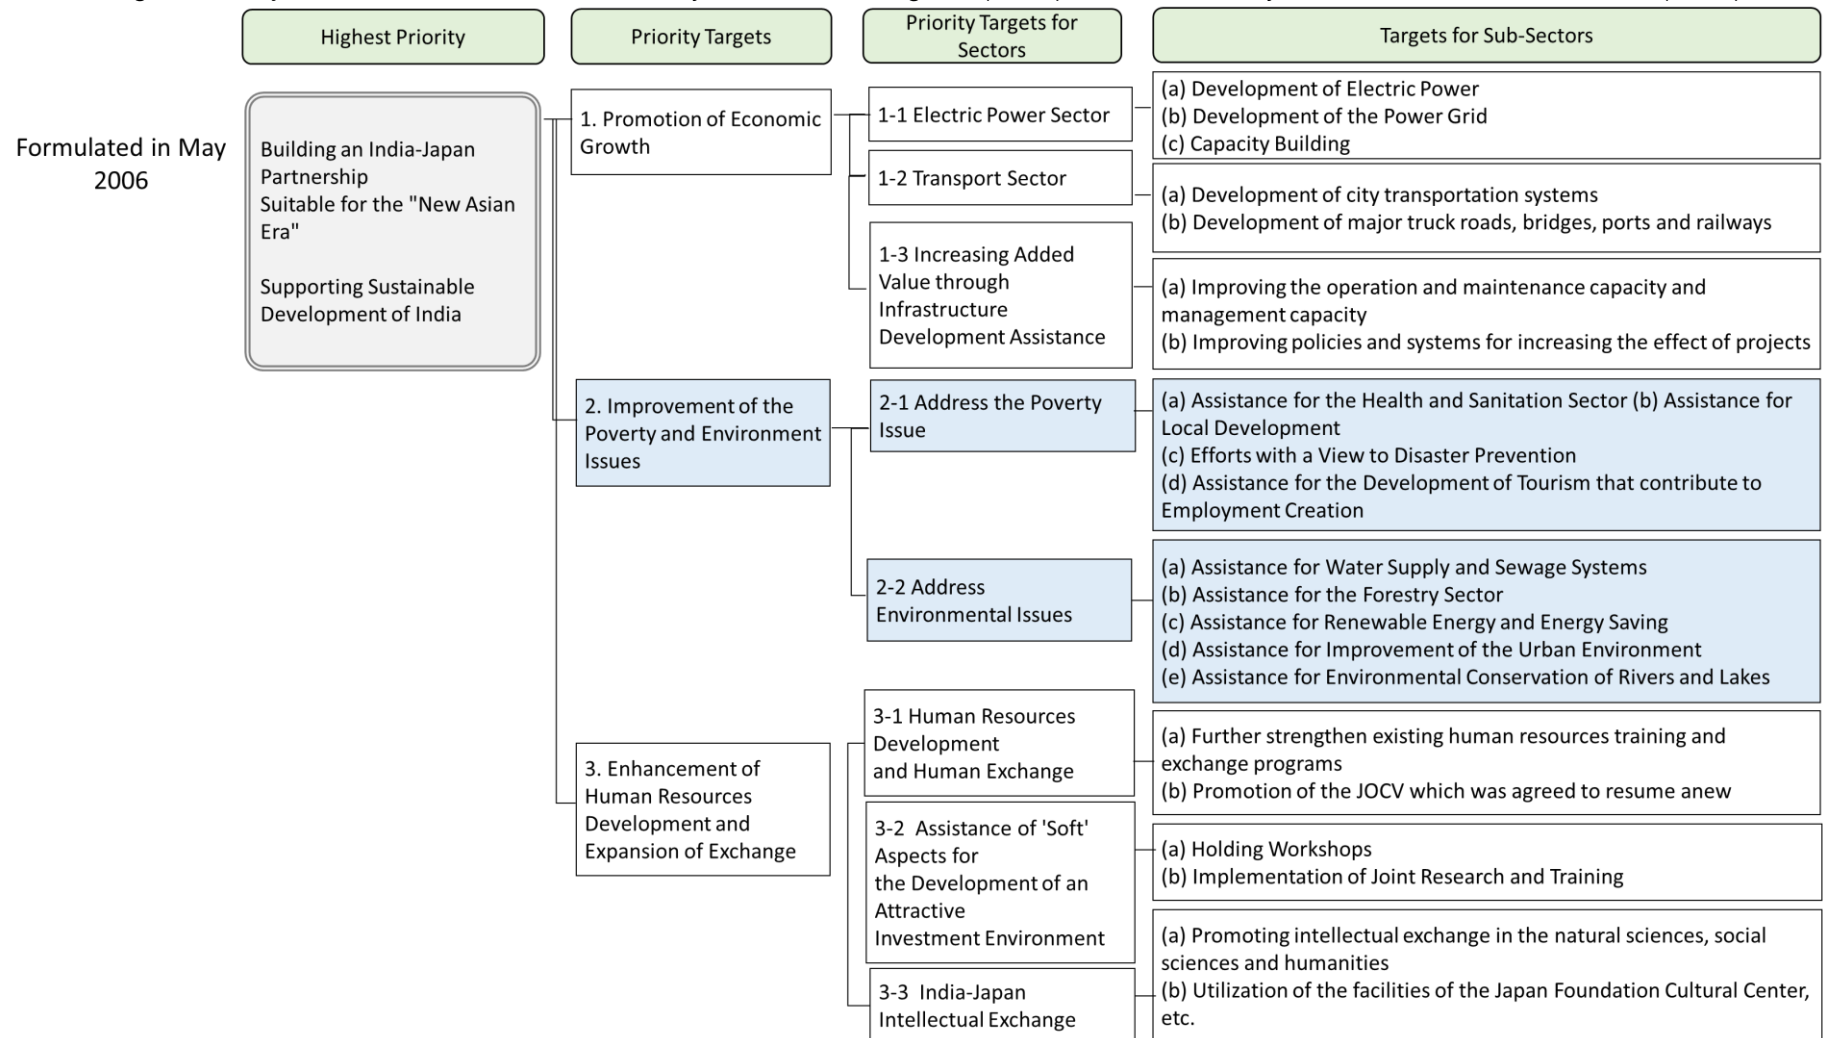 Highest Priority
Priority Targets
Priority Targets for
Sectors
Targets for Sub-Sectors
Formulated in May
2006
Building an India-Japan
Partnership
Suitable for the "New Asian
Era"
Supporting Sustainable
Development of India
1. Promotion of Economic
Growth
1-1 Electric Power Sector
(a) Development of Electric Power
(b) Development of the Power Grid
(c) Capacity Building
1-2 Transport Sector
(a) Development of city transportation systems
(b) Development of major truck roads, bridges, ports and railways
1-3 Increasing Added
Value through
Infrastructure
Development Assistance
(a) Improving the operation and maintenance capacity and
management capacity
(b) Improving policies and systems for increasing the effect of projects
2. Improvement of the
Poverty and Environment
Issues
2-1 Address the Poverty
Issue
(a) Assistance for the Health and Sanitation Sector (b) Assistance for
Local Development
(c) Efforts with a View to Disaster Prevention
(d) Assistance for the Development of Tourism that contribute to
Employment Creation
2-2 Address
Environmental Issues
(a) Assistance for Water Supply and Sewage Systems
(b) Assistance for the Forestry Sector
(c) Assistance for Renewable Energy and Energy Saving
(d) Assistance for Improvement of the Urban Environment
(e) Assistance for Environmental Conservation of Rivers and Lakes
3. Enhancement of
Human Resources
Development and
Expansion of Exchange
3-1 Human Resources
Development
and Human Exchange
(a) Further strengthen existing human resources training and
exchange programs
(b) Promotion of the JOCV which was agreed to resume anew
3-2 Assistance of 'Soft'
Aspects for
the Development of an
Attractive
Investment Environment
(a) Holding Workshops
(b) Implementation of Joint Research and Training
3-3 India-Japan
Intellectual Exchange
(a) Promoting intellectual exchange in the natural sciences, social
sciences and humanities
(b) Utilization of the facilities of the Japan Foundation Cultural Center,
etc.